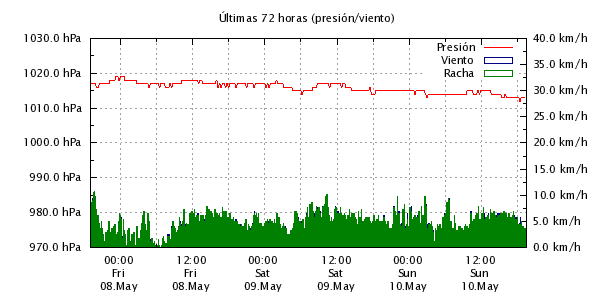 Últimas 72 horas (presión/viento)
1030.0 hPa
1020.0 hPa
1010.0 hPa
1000.0 hPa
990.0 hPa
980.0 hPa
970.0 hPa
Presión
Viento
Racha
40.0 km/h
35.0 km/h
30.0 km/h
25.0 km/h
20.0 km/h
15.0 km/h
10.0 km/h
5.0 km/h
0.0 km/h
00:00 12:00 00:00 12:00 00:00 12:00
Fri Fri Sat Sat Sun Sun
08.May 08.May 09.May 09.May 10.May 10.May